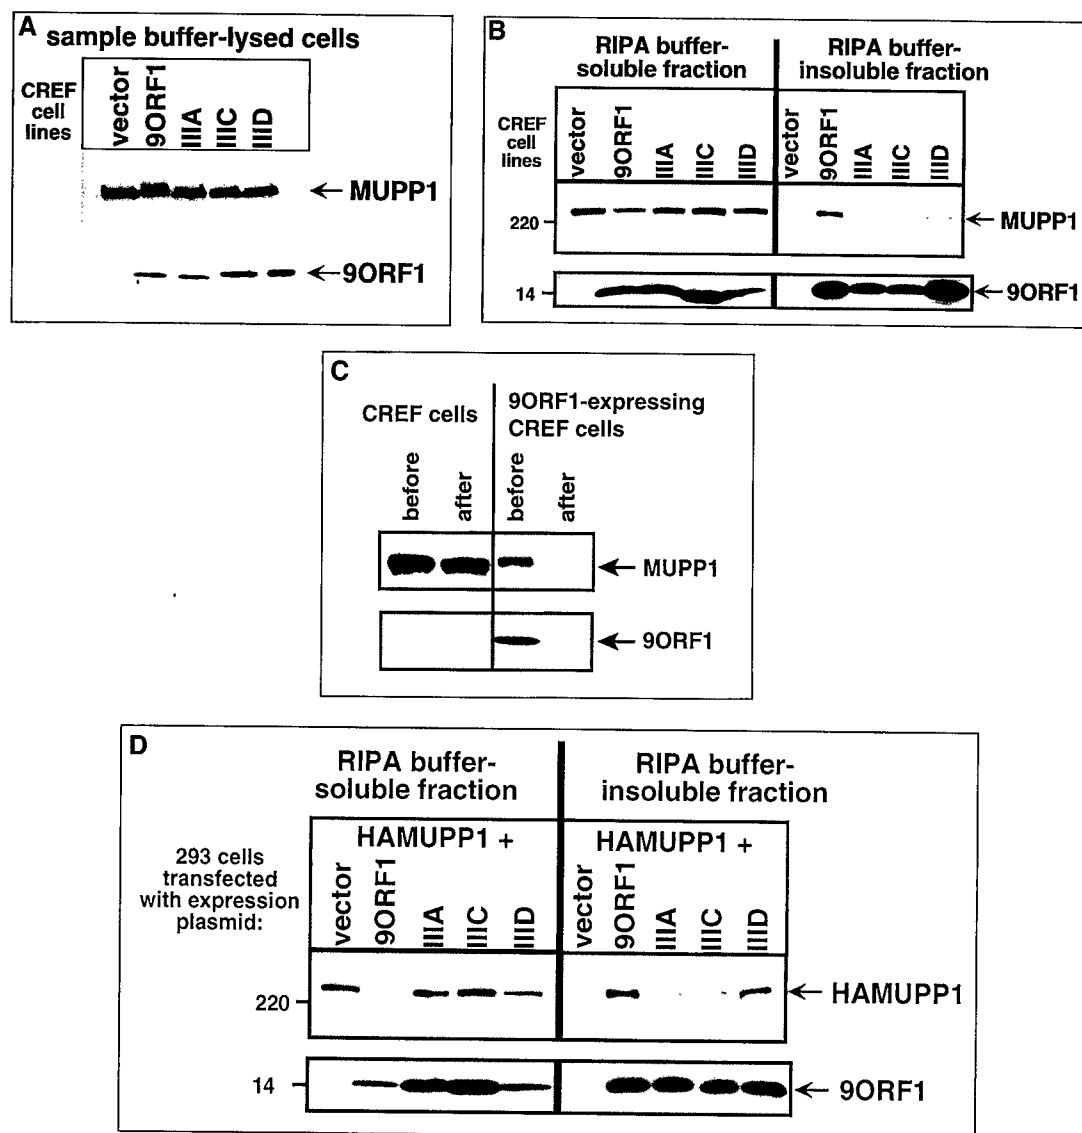 A
sample buffer-lysed cells
CREF
cell
lines
vector
9ORF1
IIIA
IIIC
IIID
MUPP1
9ORF1
B
RIPA buffer-
soluble fraction
RIPA buffer-
insoluble fraction
CREF
cell
lines
vector
9ORF1
IIIA
IIIC
IIID
vector
9ORF1
IIIA
IIIC
IIID
220
MUPP1
14
9ORF1
C
CREF cells
9ORF1-expressing
CREF cells
before
after
before
after
MUPP1
9ORF1
D
RIPA buffer-
soluble fraction
RIPA buffer-
insoluble fraction
HAMUPP1 +
HAMUPP1 +
293 cells
transfected
with expression
plasmid:
vector
9ORF1
IIIA
IIIC
IIID
vector
9ORF1
IIIA
IIIC
IIID
220
HAMUPP1
14
9ORF1